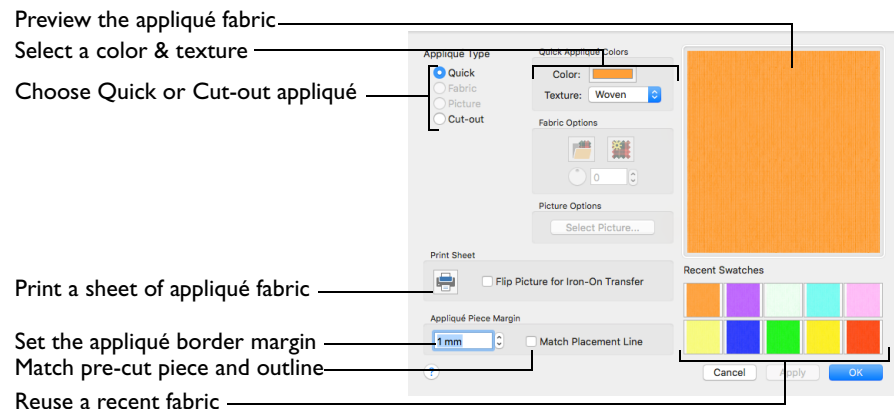 Preview the appliqué fabric
Select a color & texture
Choose Quick or Cut-out appliqué
Print a sheet of appliqué fabric
Set the appliqué border margin
Match pre-cut piece and outline
Reuse a recent fabric
Appliqué Type
Quick
Fabric
Picture
Cut-out
Quick Appliqué Colors
Color:
Texture: Woven
Fabric Options
0
Picture Options
Select Picture...
Print Sheet
Flip Picture for Iron-On Transfer
Appliqué Piece Margin
1 mm
Match Placement Line
?
Recent Swatches
Cancel
Apply
OK